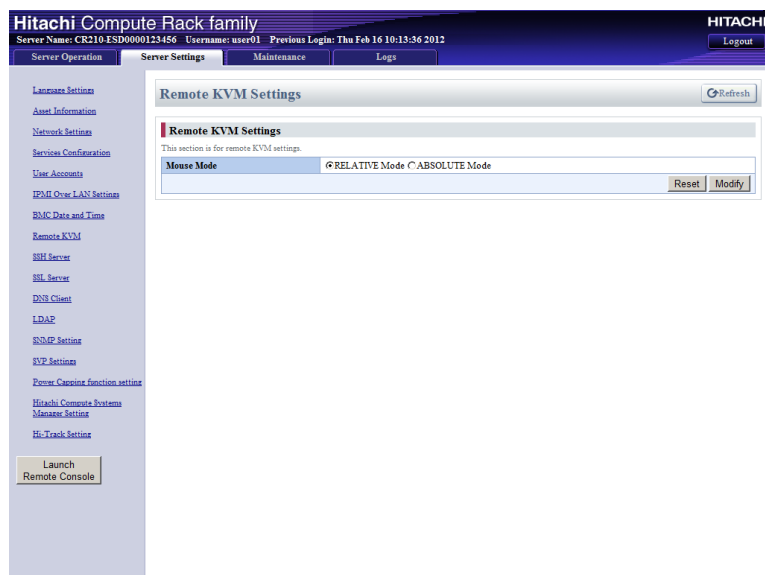 Hitachi Compute Rack family
HITACHI
Server Name: CR210-ESD0000123456 Username: user01 Previous Login: Thu Feb 16 10:13:36 2012
Logout
Server Operation Server Settings Maintenance Logs
Language Settings
Asset Information
Network Settings
Services Configuration
User Accounts
IPMI Over LAN Settings
BMC Date and Time
Remote KVM
SSH Server
SSL Server
DNS Client
LDAP
SNMP Setting
SVP Settings
Power Capping function setting
Hitachi Compute Systems
Manager Setting
Hi-Track Setting
Launch
Remote Console
Remote KVM Settings
Refresh
Remote KVM Settings
This section is for remote KVM settings.
Mouse Mode RELATIVE Mode ABSOLUTE Mode
Reset Modify